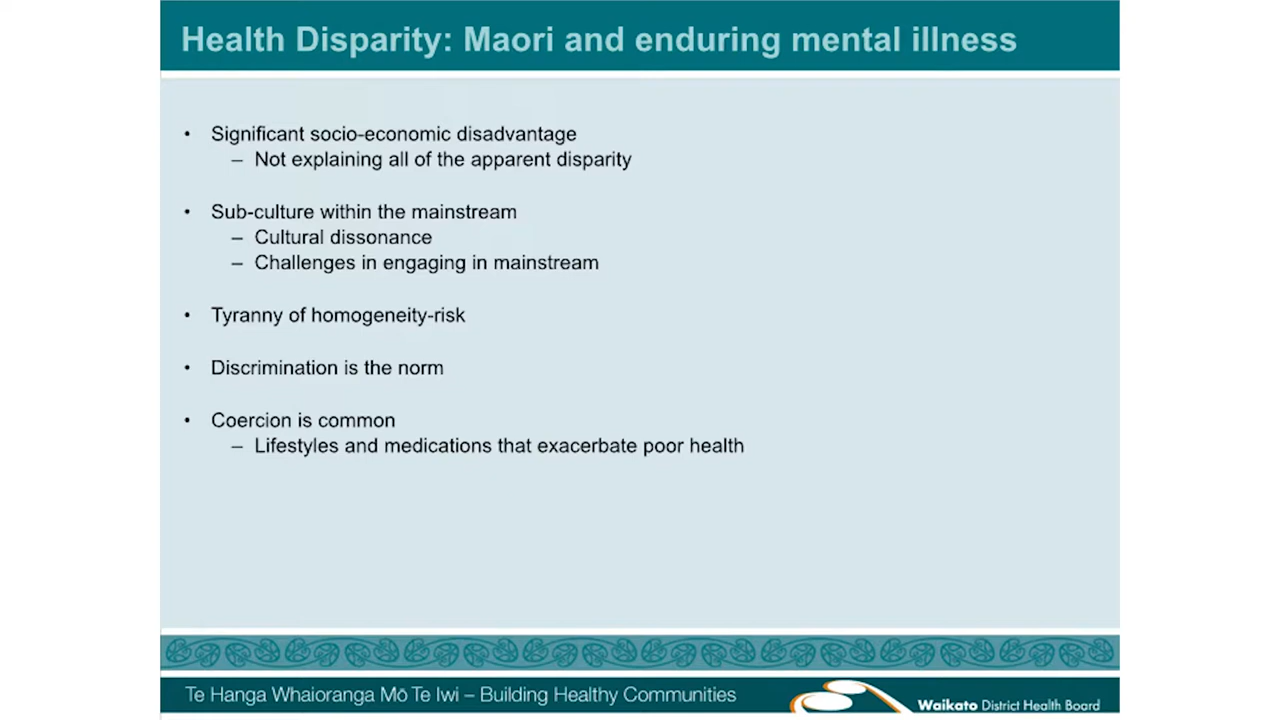 Health Disparity: Maori and enduring mental illness
• Significant socio-economic disadvantage
– Not explaining all of the apparent disparity
• Sub-culture within the mainstream
– Cultural dissonance
– Challenges in engaging in mainstream
• Tyranny of homogeneity-risk
• Discrimination is the norm
• Coercion is common
– Lifestyles and medications that exacerbate poor health
Te Hanga Whaioranga Mō Te Iwi – Building Healthy Communities
Waikato District Health Board